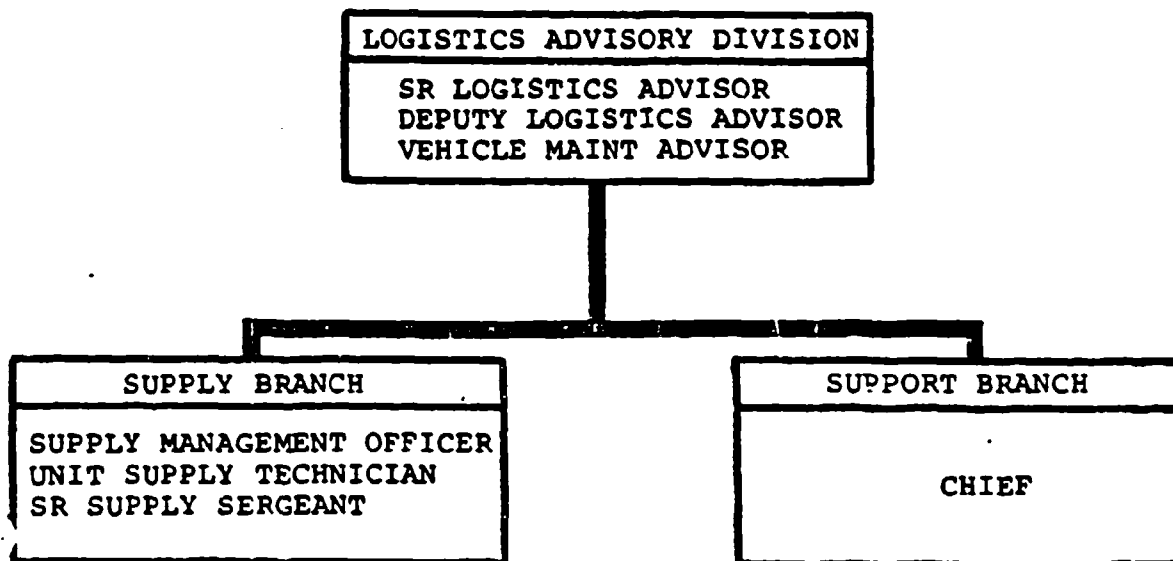 LOGISTICS ADVISORY DIVISION
SR LOGISTICS ADVISOR
DEPUTY LOGISTICS ADVISOR
VEHICLE MAINT ADVISOR
SUPPLY BRANCH
SUPPLY MANAGEMENT OFFICER
UNIT SUPPLY TECHNICIAN
SR SUPPLY SERGEANT
SUPPORT BRANCH
CHIEF